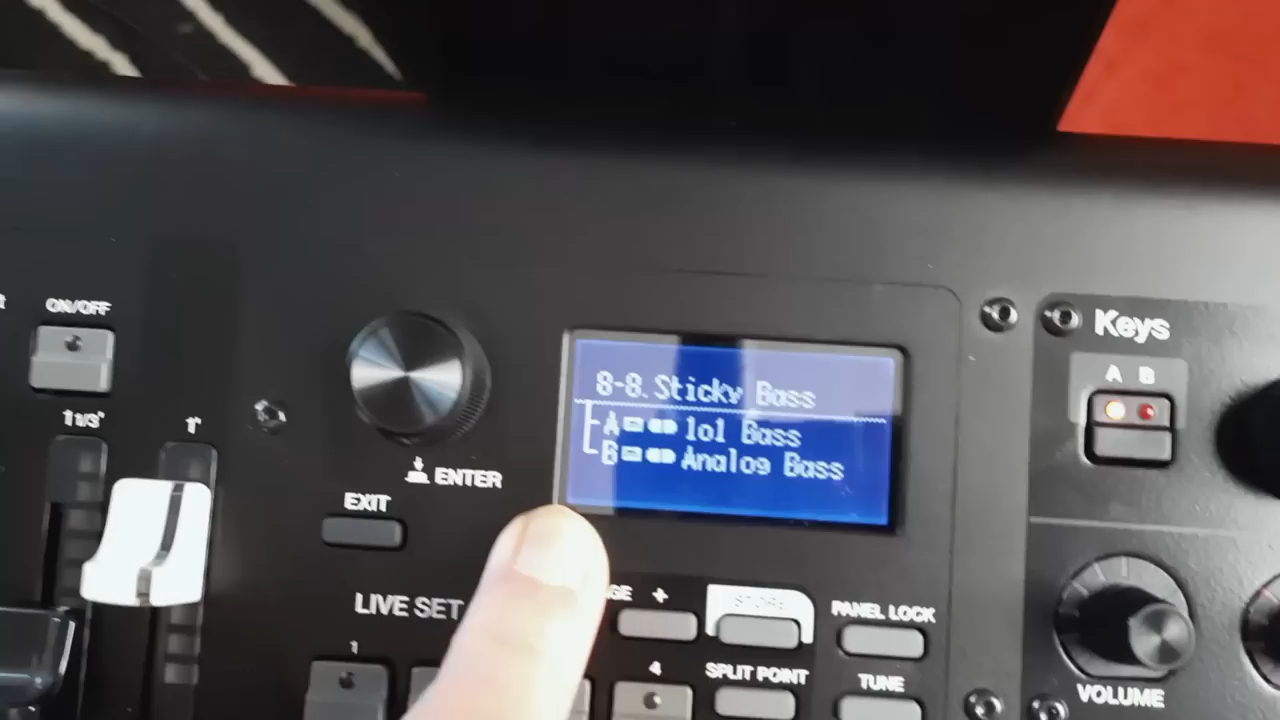 ON/OFF
1 1/3'
1'
ENTER
EXIT
LIVE SET
1
8-8.Sticky Bass
A lol Bass
B Analog Bass
GE +
STORE
PANEL LOCK
4
SPLIT POINT
TUNE
Keys
A B
VOLUME